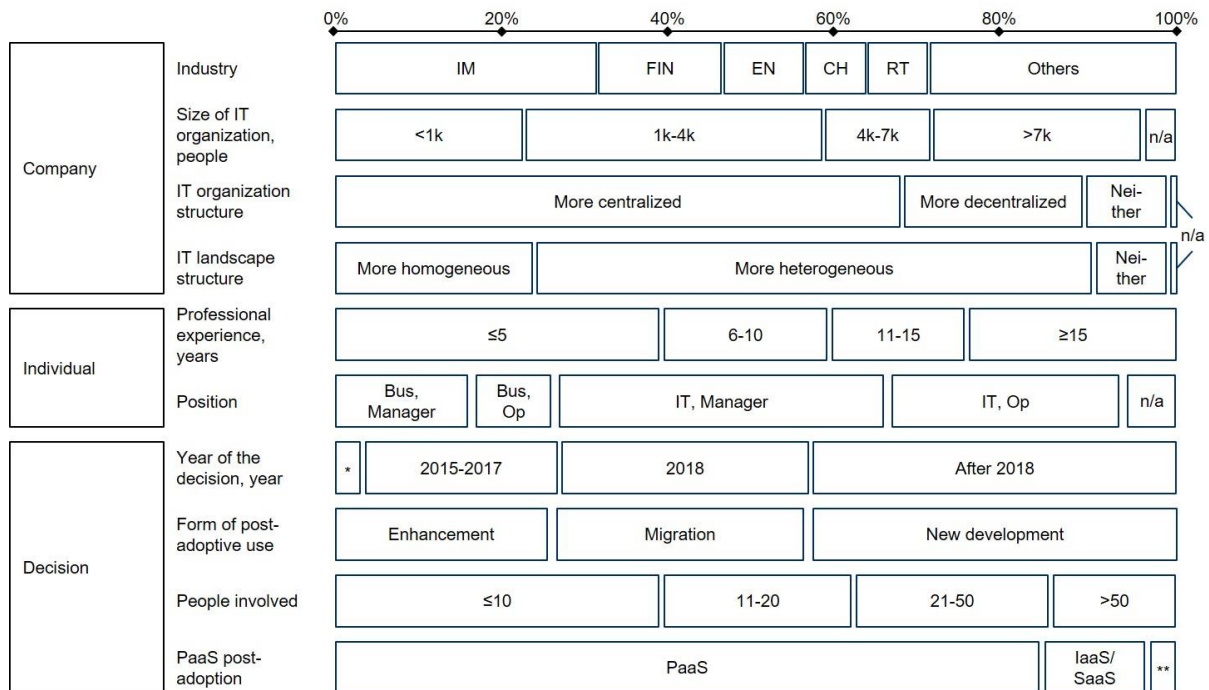 0% 20% 40% 60% 80% 100%
Company
Industry
IM FIN EN CH RT Others
Size of IT
organization,
people
<1k 1k-4k 4k-7k >7k n/a
IT organization
structure
More centralized More decentralized Nei-
ther
n/a
IT landscape
structure
More homogeneous More heterogeneous Nei-
ther
Individual
Professional
experience,
years
≤5 6-10 11-15 ≥15
Position
Bus,
Manager
Bus,
Op
IT, Manager IT, Op n/a
Decision
Year of the
decision, year
* 2015-2017 2018 After 2018
Form of post-
adoptive use
Enhancement Migration New development
People involved
≤10 11-20 21-50 >50
PaaS post-
adoption
PaaS IaaS/
SaaS
**